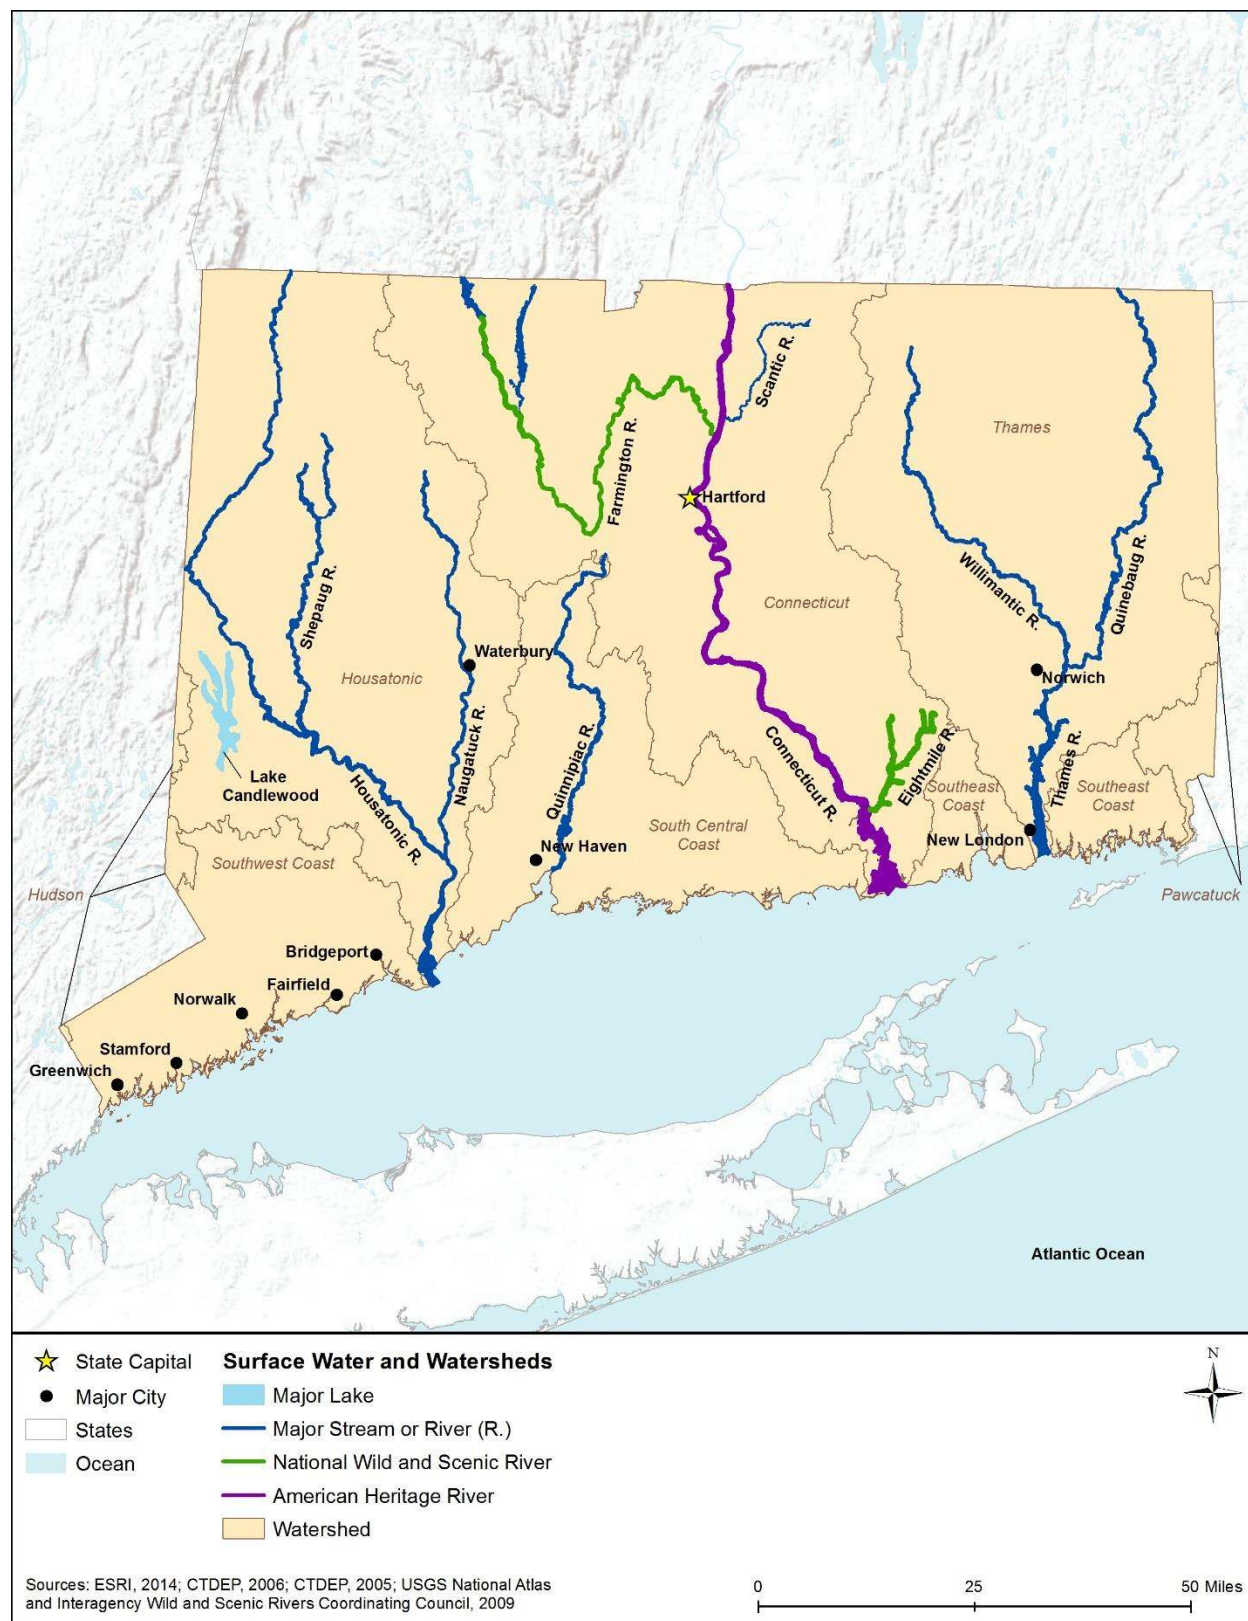 Scantic R.
Thames
Farmington R.
Hartford
Willimantic R.
Quinebaug R.
Shepaug R.
Connecticut
Waterbury
Housatonic
Norwich
Naugatuck R.
Quinnipiac R.
Connecticut R.
Eightmile R.
Thames R.
Lake
Candlewood
Housatonic R.
Southeast
Coast
Southeast
Coast
South Central
Coast
New London
New Haven
Southwest Coast
Hudson
Pawcatuck
Bridgeport
Fairfield
Norwalk
Stamford
Greenwich
Atlantic Ocean
State Capital
Major City
States
Ocean
Surface Water and Watersheds
Major Lake
Major Stream or River (R.)
National Wild and Scenic River
American Heritage River
Watershed
N
Sources: ESRI, 2014; CTDEP, 2006; CTDEP, 2005; USGS National Atlas
and Interagency Wild and Scenic Rivers Coordinating Council, 2009
0 25 50 Miles